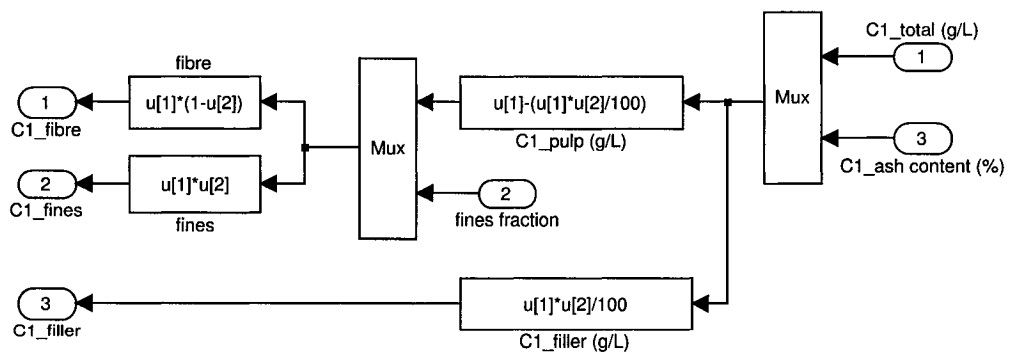 C1_total (g/L)
1
Mux
3
C1_ash content (%)
u[1]-(u[1]*u[2]/100)
C1_pulp (g/L)
Mux
2
fines fraction
fibre
u[1]*(1-u[2])
1
C1_fibre
u[1]*u[2]
fines
2
C1_fines
u[1]*u[2]/100
C1_filler (g/L)
3
C1_filler